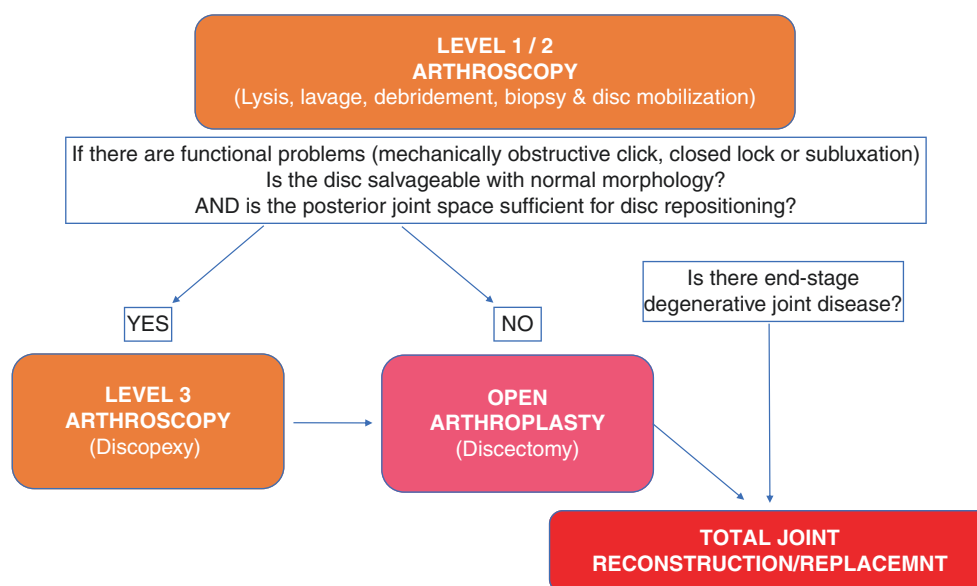 LEVEL 1 / 2
ARTHROSCOPY
(Lysis, lavage, debridement, biopsy & disc mobilization)
If there are functional problems (mechanically obstructive click, closed lock or subluxation)
Is the disc salvageable with normal morphology?
AND is the posterior joint space sufficient for disc repositioning?
Is there end-stage
degenerative joint disease?
YES
NO
LEVEL 3
ARTHROSCOPY
(Discopexy)
OPEN
ARTHROPLASTY
(Discectomy)
TOTAL JOINT
RECONSTRUCTION/REPLACEMNT